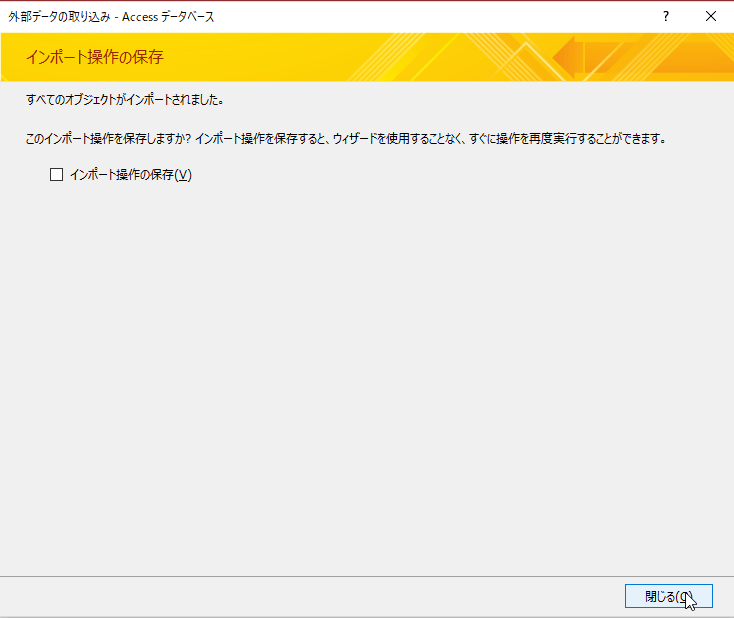 外部データの取り込み - Access データベース
?
インポート操作の保存
すべてのオブジェクトがインポートされました。
このインポート操作を保存しますか? インポート操作を保存すると、ウィザードを使用することなく、すぐに操作を再度実行することができます。
インポート操作の保存(V)
閉じる(C)